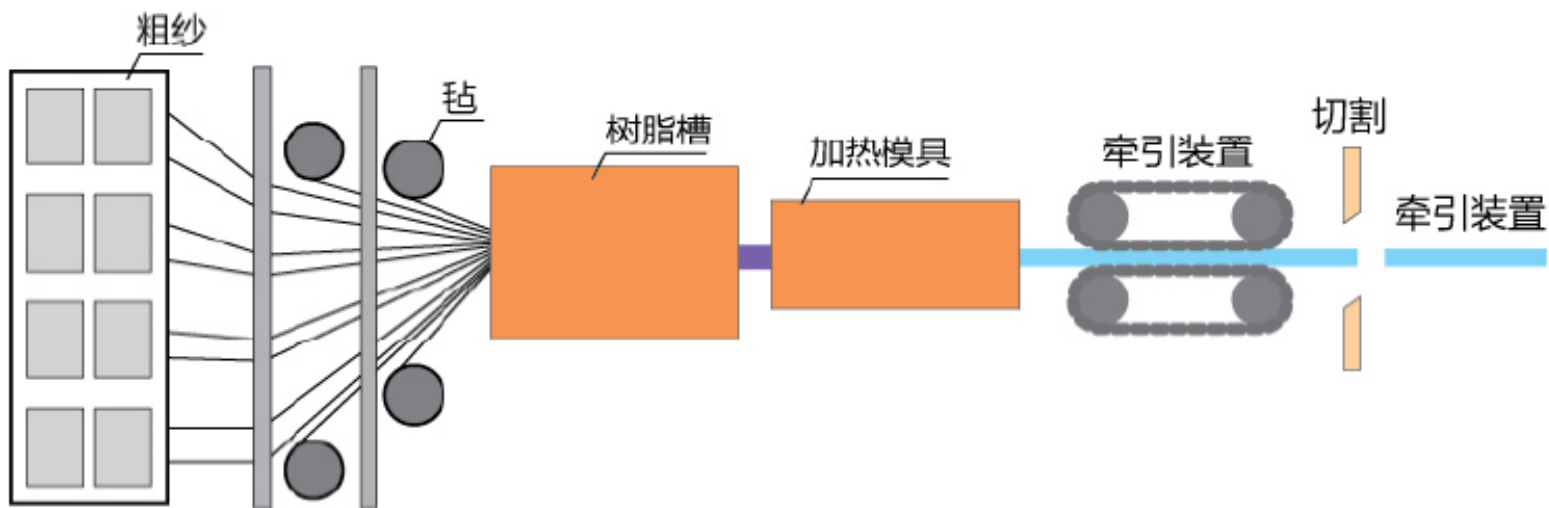 粗纱
毡
树脂槽
加热模具
牵引装置
切割
牵引装置